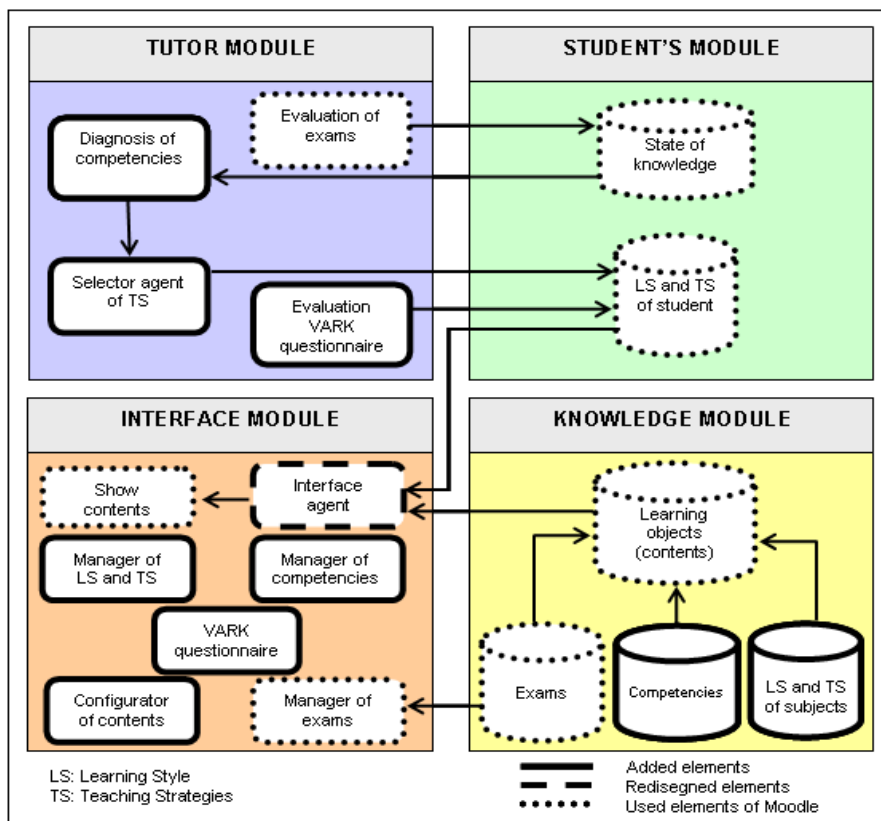 TUTOR MODULE
STUDENT'S MODULE
Evaluation of
exams
Diagnosis of
competencies
State of
knowledge
Selector agent
of TS
LS and TS
of student
Evaluation
VARK
questionnaire
INTERFACE MODULE
KNOWLEDGE MODULE
Show
contents
Interface
agent
Learning
objects
(contents)
Manager of
LS and TS
Manager of
competencies
VARK
questionnaire
Configurator
of contents
Manager of
exams
Exams
Competencies
LS and TS
of subjects
LS: Learning Style
TS: Teaching Strategies
Added elements
Redisegned elements
Used elements of Moodle